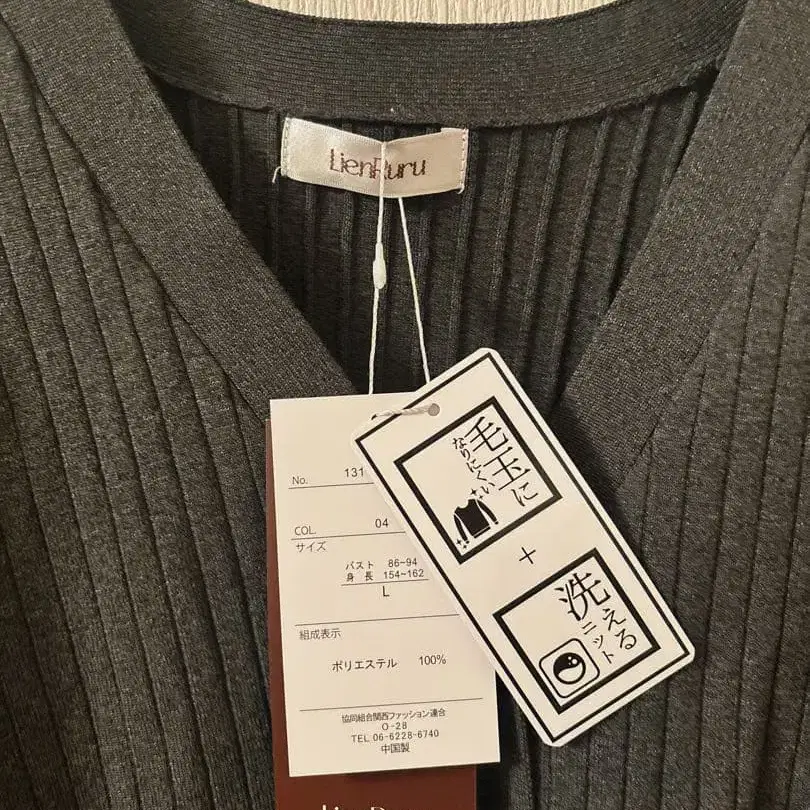 LienRuru
No. 131
COL. 04
サイズ
バスト 86~94
身長 154~162
L
組成表示
ポリエステル 100%
協同組合関西ファッション連合
O-28
TEL 06-6228-6740
中国製
毛玉に
なりにくい
+
洗える
ニット